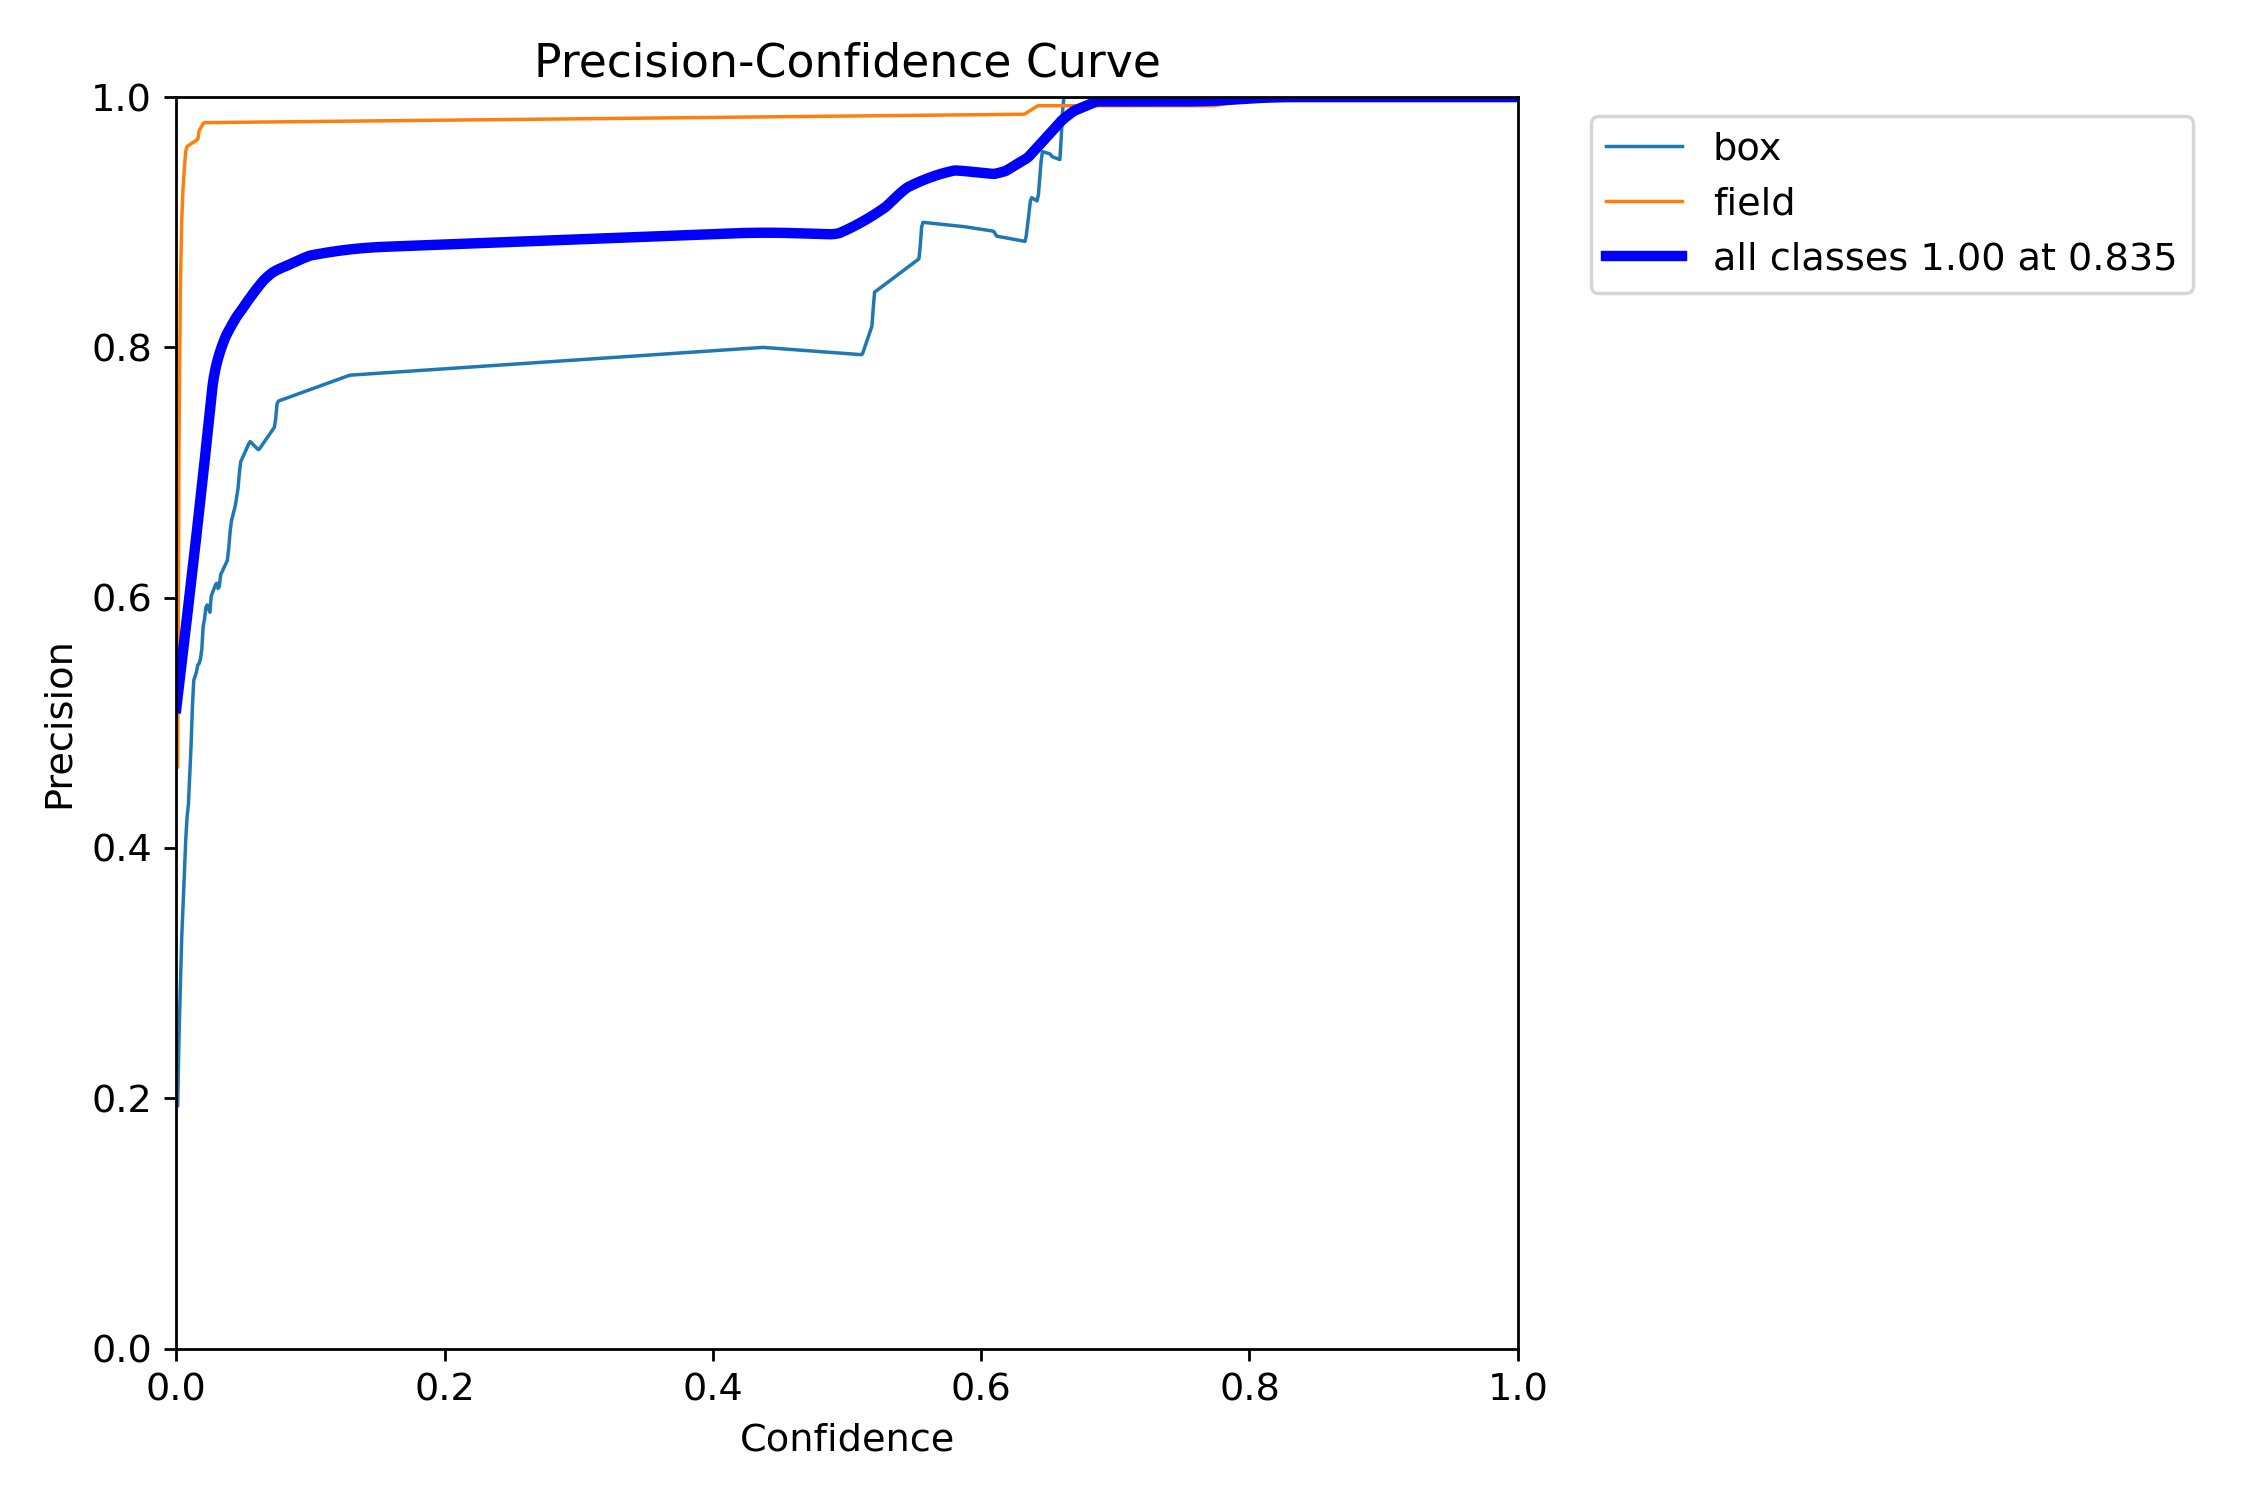 Precision-Confidence Curve
1.0
0.8
0.6
0.4
0.2
0.0
Precision
0.0 0.2 0.4 0.6 0.8 1.0
Confidence
box
field
all classes 1.00 at 0.835